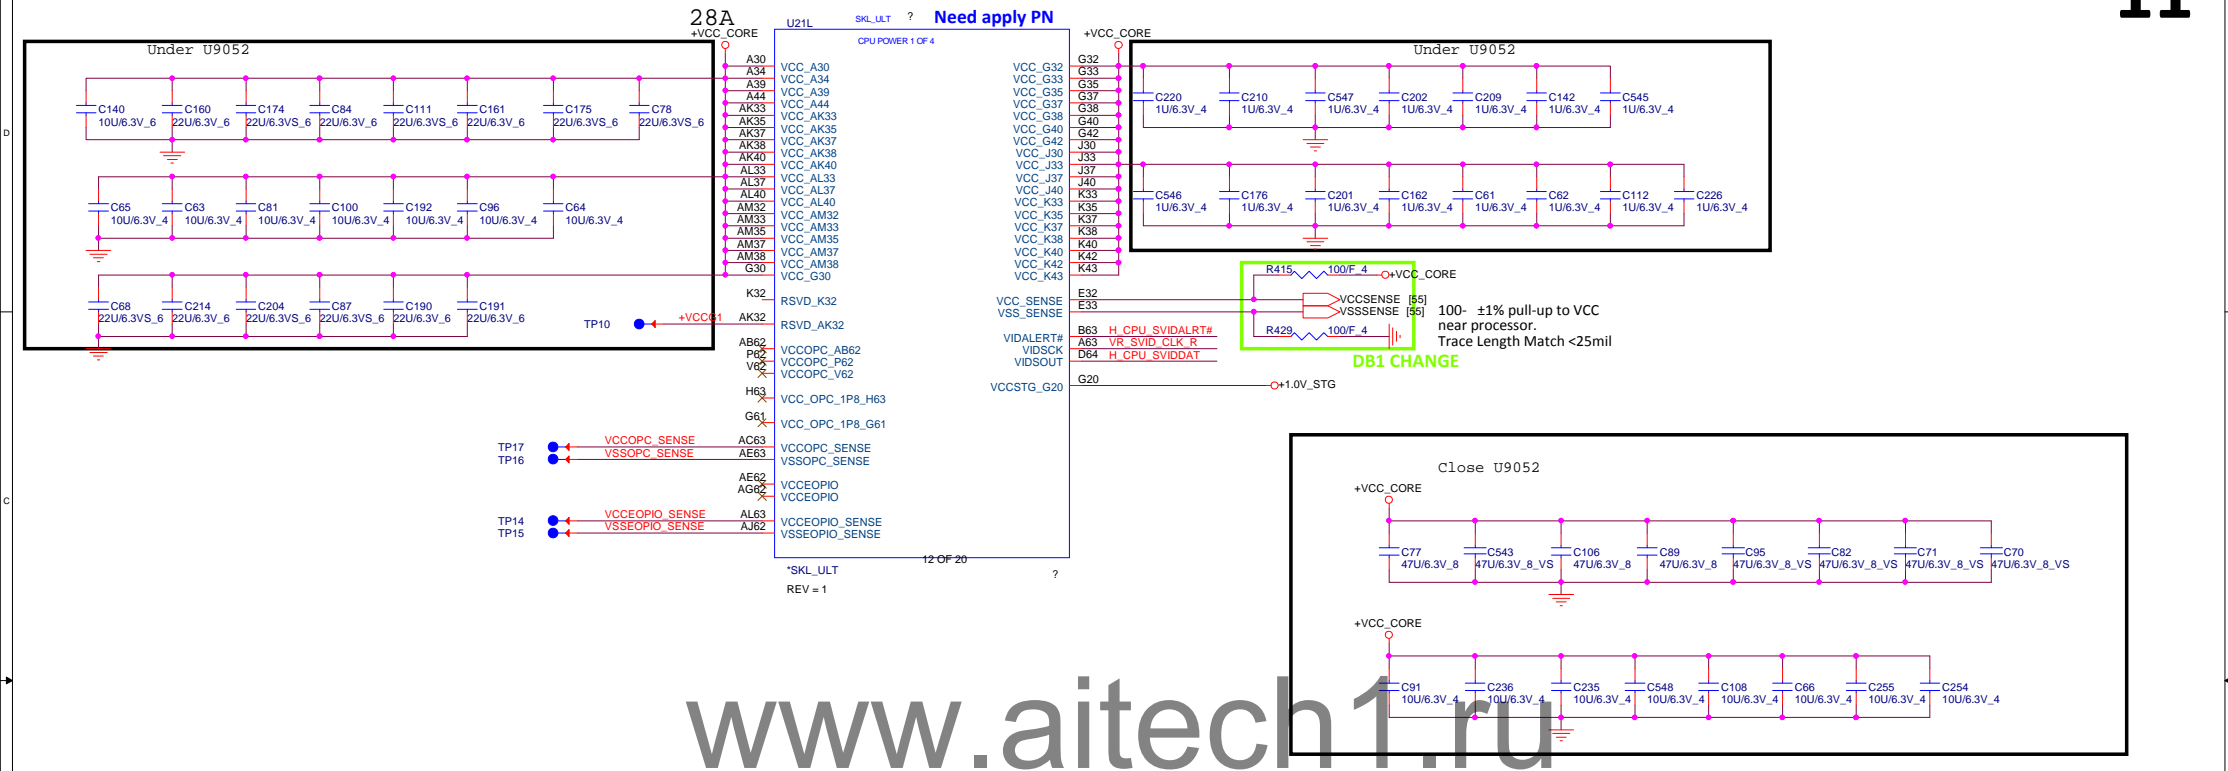 11
28A
+VCC_CORE
U21L
SKL_ULT
?
Need apply PN
CPU POWER 1 OF 4
+VCC_CORE
Under U9052
C140
10U/6.3V_6
C160
22U/6.3V_6
C174
22U/6.3VS_6
C84
22U/6.3V_6
C111
22U/6.3VS_6
C161
22U/6.3V_6
C175
22U/6.3VS_6
C78
22U/6.3VS_6
C65
10U/6.3V_4
C63
10U/6.3V_4
C81
10U/6.3V_4
C100
10U/6.3V_4
C192
10U/6.3V_4
C96
10U/6.3V_4
C64
10U/6.3V_4
C68
22U/6.3VS_6
C214
22U/6.3V_6
C204
22U/6.3VS_6
C87
22U/6.3V_6
C190
22U/6.3V_6
C191
22U/6.3V_6
A30 VCC_A30
A34 VCC_A34
A39 VCC_A39
A44 VCC_A44
AK33 VCC_AK33
AK35 VCC_AK35
AK37 VCC_AK37
AK38 VCC_AK38
AK40 VCC_AK40
AL33 VCC_AL33
AL37 VCC_AL37
AL40 VCC_AL40
AM32 VCC_AM32
AM33 VCC_AM33
AM35 VCC_AM35
AM37 VCC_AM37
AM38 VCC_AM38
G30 VCC_G30
K32 RSVD_K32
TP10 +VCCG1 AK32 RSVD_AK32
AB62 VCCOPC_AB62
P62 VCCOPC_P62
V62 VCCOPC_V62
H63 VCC_OPC_1P8_H63
G61 VCC_OPC_1P8_G61
TP17 VCCOPC_SENSE AC63 VCCOPC_SENSE
TP16 VSSOPC_SENSE AE63 VSSOPC_SENSE
AE62 VCCEOPIO
AG62 VCCEOPIO
TP14 VCCEOPIO_SENSE AL63 VCCEOPIO_SENSE
TP15 VSSEOPIO_SENSE AJ62 VSSEOPIO_SENSE
VCC_G32 G32
VCC_G33 G33
VCC_G35 G35
VCC_G37 G37
VCC_G38 G38
VCC_G40 G40
VCC_G42 G42
VCC_J30 J30
VCC_J33 J33
VCC_J37 J37
VCC_J40 J40
VCC_K33 K33
VCC_K35 K35
VCC_K37 K37
VCC_K38 K38
VCC_K40 K40
VCC_K42 K42
VCC_K43 K43
VCC_SENSE E32
VSS_SENSE E33
VIDALERT# B63 H_CPU_SVIDALRT#
VIDSCK A63 VR_SVID_CLK_R
VIDSOUT D64 H_CPU_SVIDDAT
VCCSTG_G20 G20 +1.0V_STG
12 OF 20
*SKL_ULT
?
REV = 1
Under U9052
C220
1U/6.3V_4
C210
1U/6.3V_4
C547
1U/6.3V_4
C202
1U/6.3V_4
C209
1U/6.3V_4
C142
1U/6.3V_4
C545
1U/6.3V_4
C546
1U/6.3V_4
C176
1U/6.3V_4
C201
1U/6.3V_4
C162
1U/6.3V_4
C61
1U/6.3V_4
C62
1U/6.3V_4
C112
1U/6.3V_4
C226
1U/6.3V_4
R415 100/F_4 +VCC_CORE
VCCSENSE [55]
VSSSENSE [55]
R429 100/F_4
DB1 CHANGE
100- ±1% pull-up to VCC
near processor.
Trace Length Match <25mil
Close U9052
+VCC_CORE
C77
47U/6.3V_8
C543
47U/6.3V_8_VS
C106
47U/6.3V_8
C89
47U/6.3V_8
C95
47U/6.3V_8_VS
C82
47U/6.3V_8_VS
C71
47U/6.3V_8_VS
C70
47U/6.3V_8_VS
+VCC_CORE
C91
10U/6.3V_4
C236
10U/6.3V_4
C235
10U/6.3V_4
C548
10U/6.3V_4
C108
10U/6.3V_4
C66
10U/6.3V_4
C255
10U/6.3V_4
C254
10U/6.3V_4
D
C
www.aitech1.ru